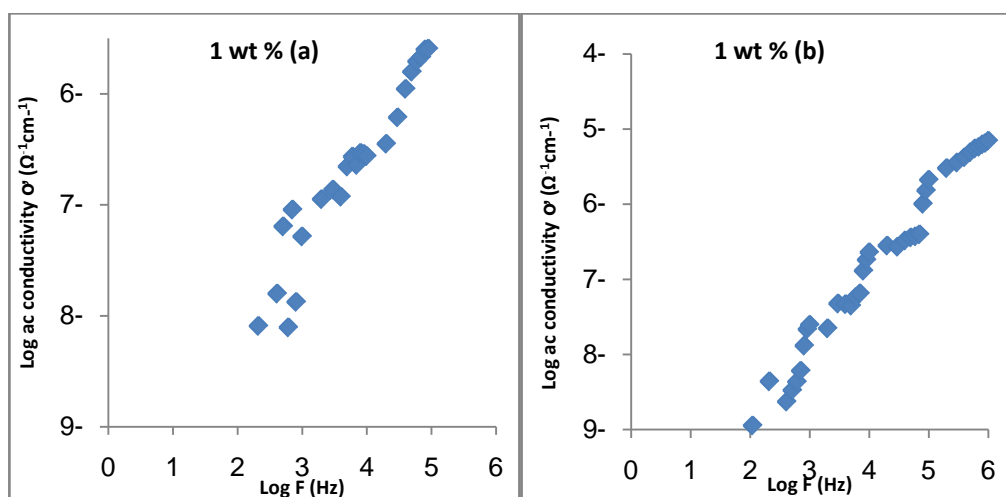 1 wt % (a)
Log ac conductivity σ' (Ω⁻¹cm-¹)
6-
7-
8-
9-
0 1 2 3 4 5 6
Log F (Hz)
1 wt % (b)
Log ac conductivity σ' (Ω⁻¹cm-¹)
4-
5-
6-
7-
8-
9-
0 1 2 3 4 5 6
Log F (Hz)